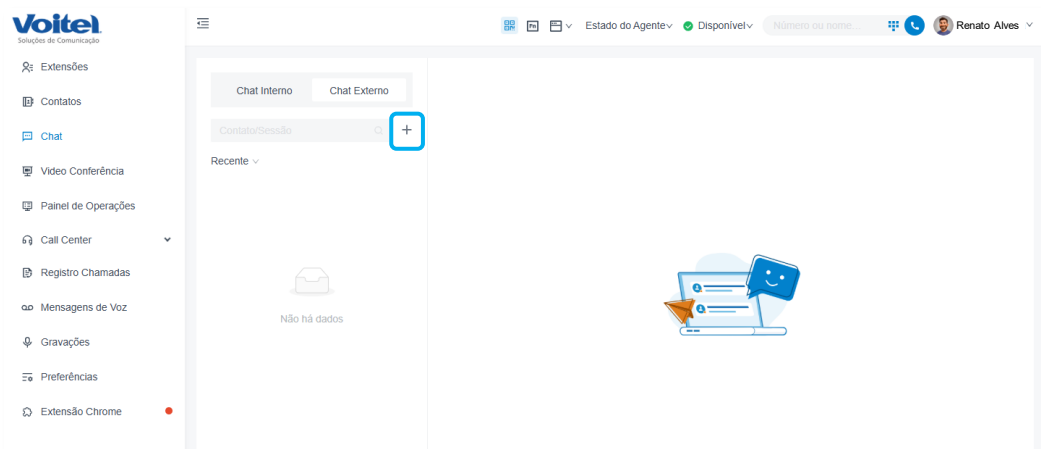 Voitel
Soluções de Comunicação
Fn
Estado do Agente
Disponível
Número ou nome...
Renato Alves
Extensões
Contatos
Chat
Video Conferência
Painel de Operações
Call Center
Registro Chamadas
Mensagens de Voz
Gravações
Preferências
Extensão Chrome
Chat Interno
Chat Externo
Contato/Sessão
Recente
Não há dados